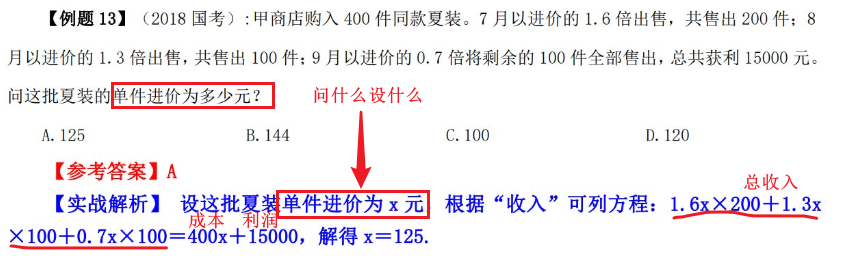 【例题 13】（2018 国考）:甲商店购入 400 件同款夏装。7 月以进价的 1.6 倍出售，共售出 200 件；8
月以进价的 1.3 倍出售，共售出 100 件；9 月以进价的 0.7 倍将剩余的 100 件全部售出，总共获利 15000 元。
问这批夏装的单件进价为多少元？ 问什么设什么
A.125 B.144 C.100 D.120
【参考答案】A
总收入
【实战解析】 设这批夏装单件进价为 x 元 根据“收入”可列方程：1.6x×200＋1.3x
成本 利润
×100＋0.7x×100＝400x＋15000，解得 x＝125.